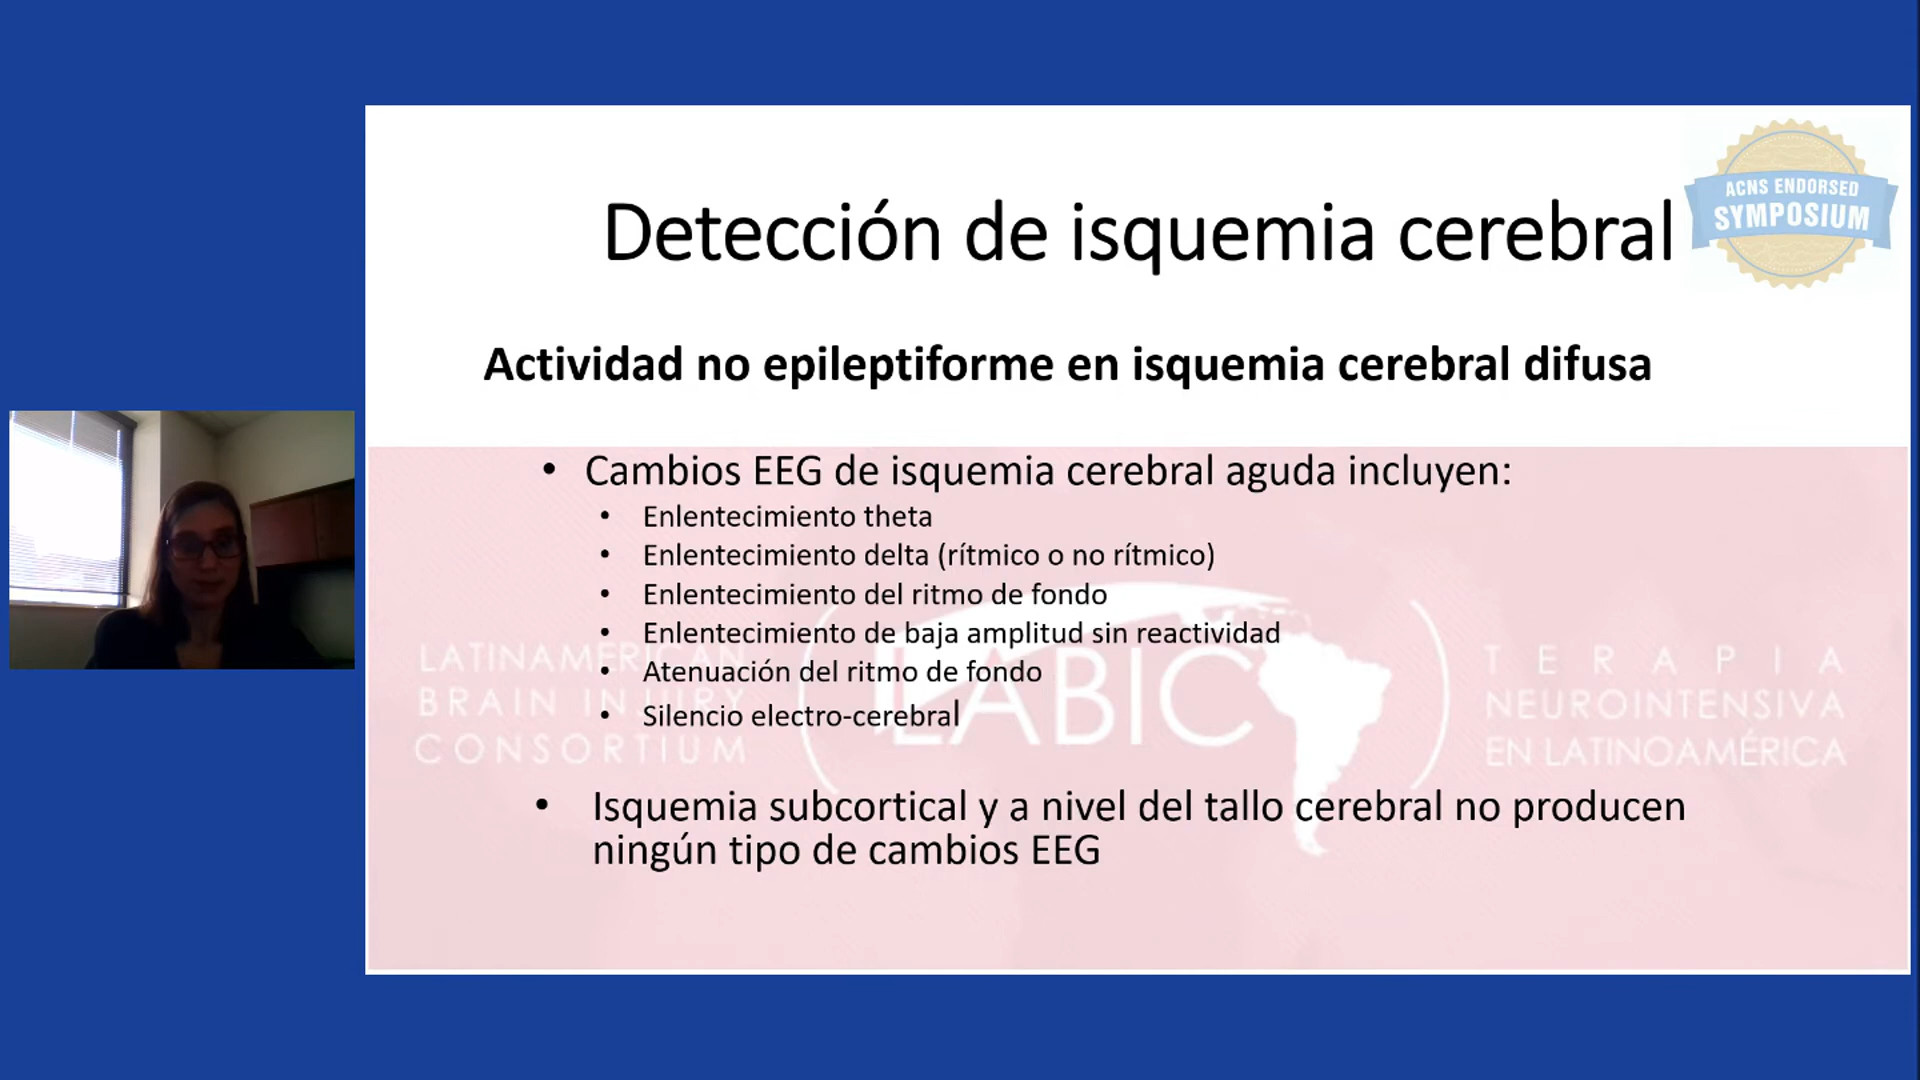 ACNS ENDORSED
SYMPOSIUM
Detección de isquemia cerebral
Actividad no epileptiforme en isquemia cerebral difusa
• Cambios EEG de isquemia cerebral aguda incluyen:
• Enlentecimiento theta
• Enlentecimiento delta (rítmico o no rítmico)
• Enlentecimiento del ritmo de fondo
• Enlentecimiento de baja amplitud sin reactividad
• Atenuación del ritmo de fondo
• Silencio electro-cerebral
• Isquemia subcortical y a nivel del tallo cerebral no producen
ningún tipo de cambios EEG
LATINAMERICAN
BRAIN INJURY
CONSORTIUM
LABIC
TERAPIA
NEUROINTENSIVA
EN LATINOAMÉRICA